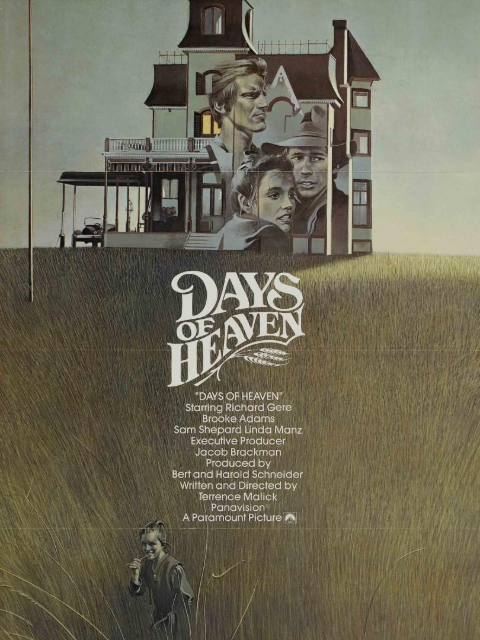 DAYS
OF
HEAVEN
"DAYS OF HEAVEN"
Starring Richard Gere
Brooke Adams
Sam Shepard Linda Manz
Executive Producer
Jacob Brackman
Produced by
Bert and Harold Schneider
Written and Directed by
Terrence Malick
Panavision®
A Paramount Picture